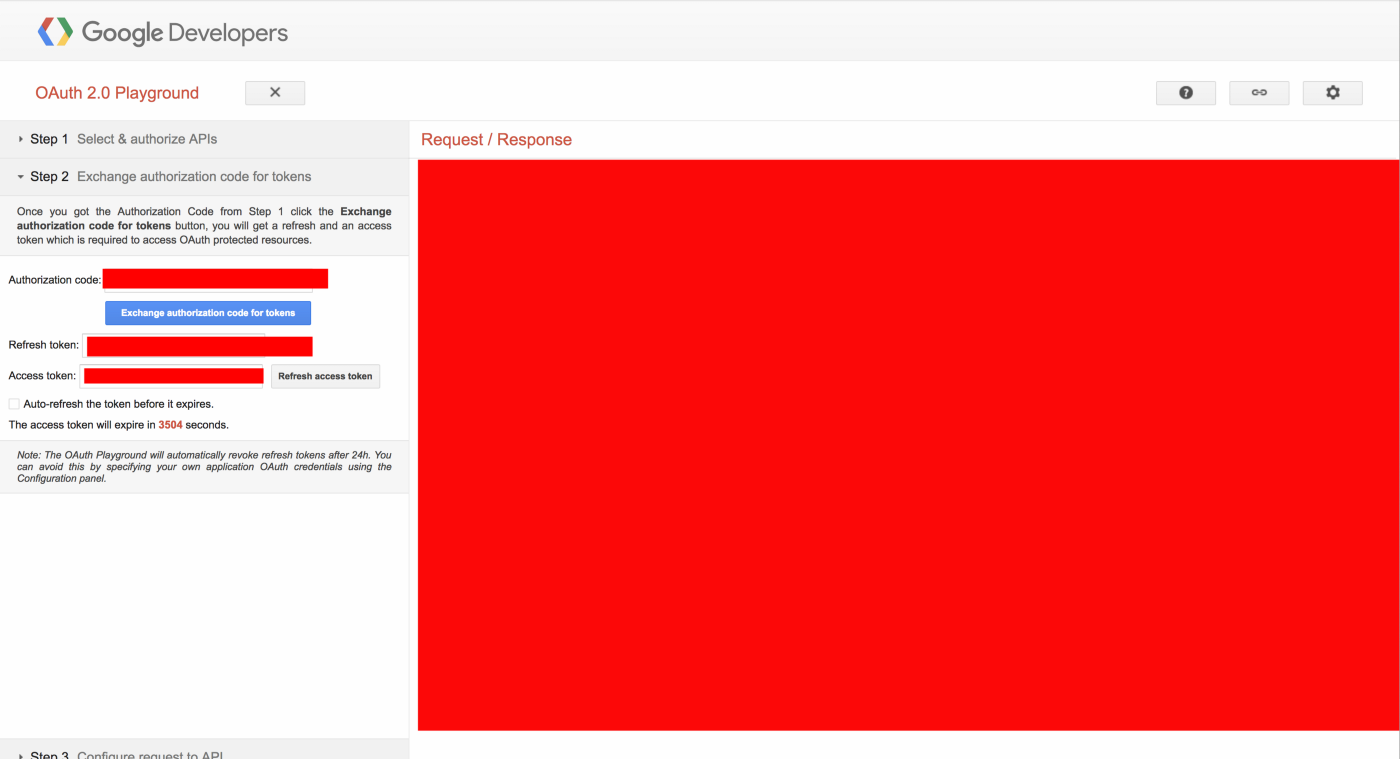 Google Developers
OAuth 2.0 Playground
Step 1 Select & authorize APIs
Request / Response
Step 2 Exchange authorization code for tokens
Once you got the Authorization Code from Step 1 click the Exchange
authorization code for tokens button, you will get a refresh and an access
token which is required to access OAuth protected resources.
Authorization code:
Exchange authorization code for tokens
Refresh token:
Access token:
Refresh access token
Auto-refresh the token before it expires.
The access token will expire in 3504 seconds.
Note: The OAuth Playground will automatically revoke refresh tokens after 24h. You
can avoid this by specifying your own application OAuth credentials using the
Configuration panel.
Step 3 Configure request to API